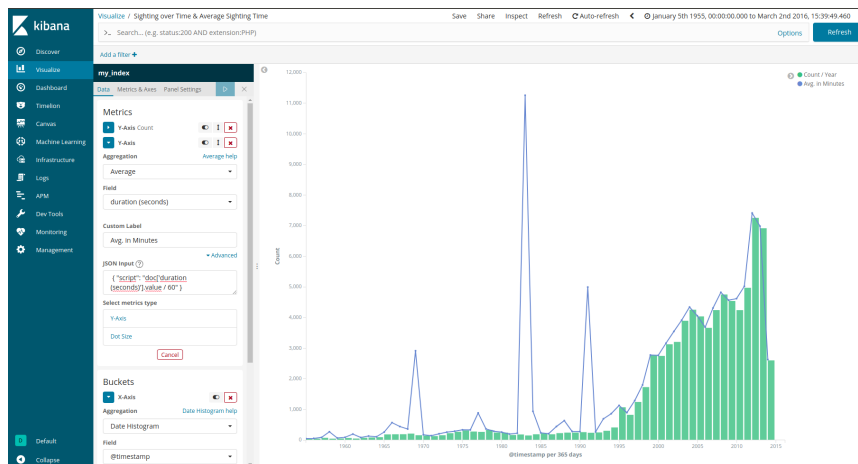 kibana
Discover
Visualize
Dashboard
Timelion
Canvas
Machine Learning
Infrastructure
Logs
APM
Dev Tools
Monitoring
Management
D
Default
Collapse
Visualize / Sighting over Time & Average Sighting Time
Save Share Inspect Refresh Auto-refresh January 5th 1955, 00:00:00.000 to March 2nd 2016, 15:39:49.460
>_ Search... (e.g. status:200 AND extension:PHP)
Options
Refresh
Add a filter +
my_index
Data Metrics & Axes Panel Settings
Metrics
Y-Axis Count
Y-Axis
Aggregation Average help
Average
Field
duration (seconds)
Custom Label
Avg. in Minutes
Advanced
JSON Input
{ "script": "doc['duration
(seconds)'].value / 60" }
Select metrics type
Y-Axis
Dot Size
Cancel
Buckets
X-Axis
Aggregation Date Histogram help
Date Histogram
Field
@timestamp
12,000
11,000
10,000
9,000
8,000
7,000
6,000
5,000
4,000
3,000
2,000
1,000
0
Count
1960 1965 1970 1975 1980 1985 1990 1995 2000 2005 2010 2015
@timestamp per 365 days
Count / Year
Avg. in Minutes